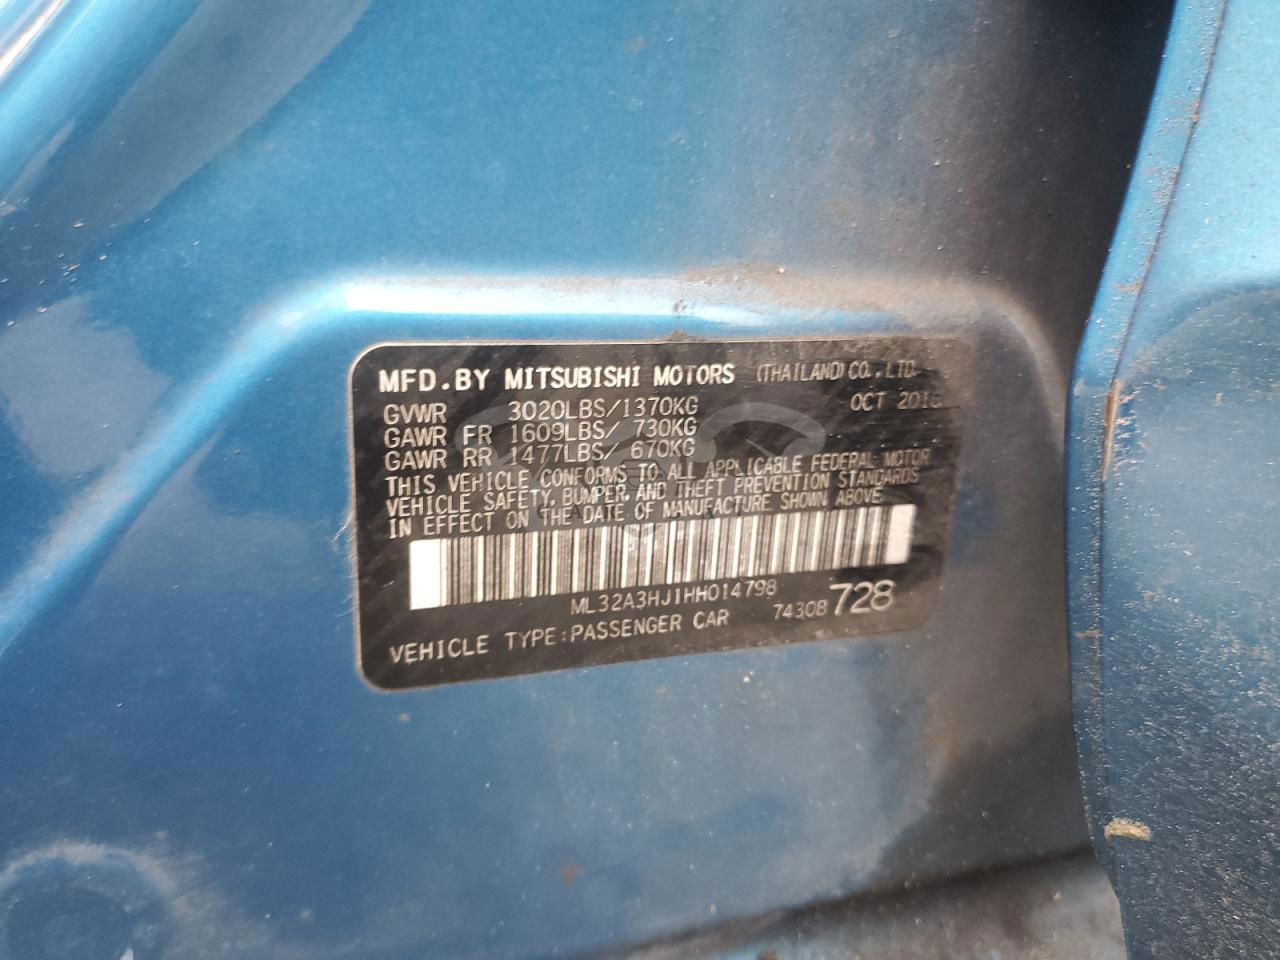 MFD.BY MITSUBISHI MOTORS (THAILAND) CO.,LTD.
GVWR 3020LBS/1370KG OCT 2016
GAWR FR 1609LBS/ 730KG
GAWR RR 1477LBS/ 670KG
THIS VEHICLE CONFORMS TO ALL APPLICABLE FEDERAL MOTOR
VEHICLE SAFETY, BUMPER, AND THEFT PREVENTION STANDARDS
IN EFFECT ON THE DATE OF MANUFACTURE SHOWN ABOVE
ML32A3HJ1HH014798
VEHICLE TYPE:PASSENGER CAR 74308 728